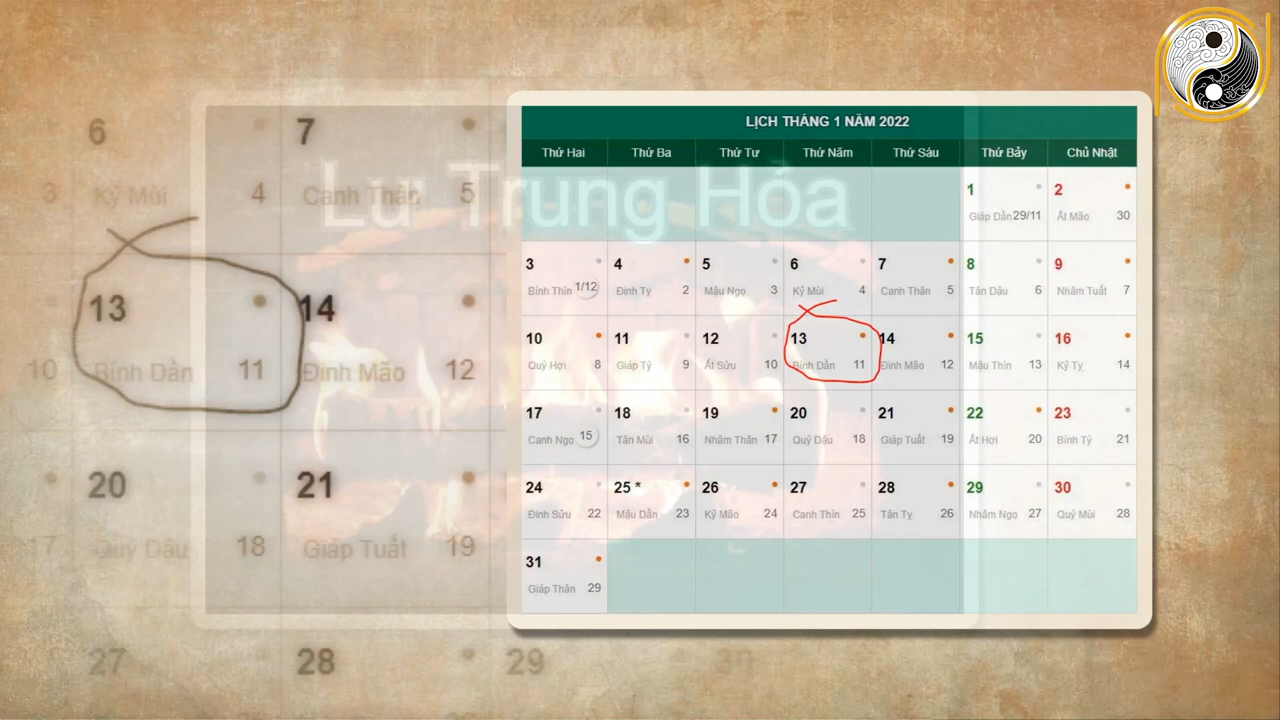 LỊCH THÁNG 1 NĂM 2022
Thứ Hai Thứ Ba Thứ Tư Thứ Năm Thứ Sáu Thứ Bảy Chủ Nhật
Lư Trung Hỏa
1 2
Giáp Dần 29/11 Ất Mão 30
3 4 5 6 7 8 9
Bính Thìn 1/12 Đinh Tỵ 2 Mậu Ngọ 3 Kỷ Mùi 4 Canh Thân 5 Tân Dậu 6 Nhâm Tuất 7
10 11 12 13 14 15 16
Quý Hợi 8 Giáp Tý 9 Ất Sửu 10 Bính Dần 11 Đinh Mão 12 Mậu Thìn 13 Kỷ Tỵ 14
17 18 19 20 21 22 23
Canh Ngọ 15 Tân Mùi 16 Nhâm Thân 17 Quý Dậu 18 Giáp Tuất 19 Ất Hợi 20 Bính Tý 21
24 25 * 26 27 28 29 30
Đinh Sửu 22 Mậu Dần 23 Kỷ Mão 24 Canh Thìn 25 Tân Tỵ 26 Nhâm Ngọ 27 Quý Mùi 28
31
Giáp Thân 29
6 7
3 Kỷ Mùi 4 Canh Thân 5
13 14
10 Bính Dần 11 Đinh Mão 12
20 21
17 Quý Dậu 18 Giáp Tuất 19
27 28 29 30